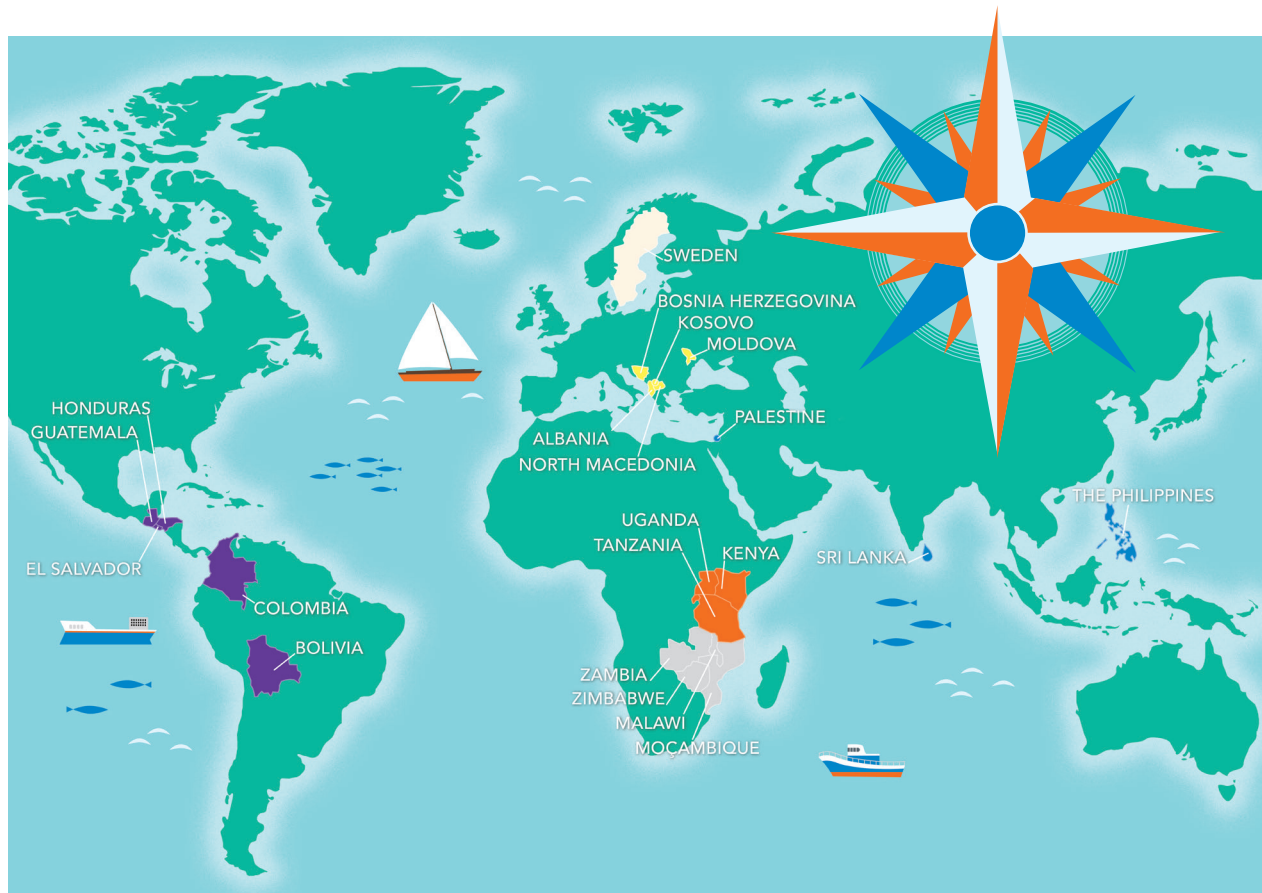 SWEDEN
BOSNIA HERZEGOVINA
KOSOVO
MOLDOVA
HONDURAS
GUATEMALA
PALESTINE
ALBANIA
NORTH MACEDONIA
THE PHILIPPINES
UGANDA
TANZANIA
KENYA
SRI LANKA
EL SALVADOR
COLOMBIA
BOLIVIA
ZAMBIA
ZIMBABWE
MALAWI
MOÇAMBIQUE